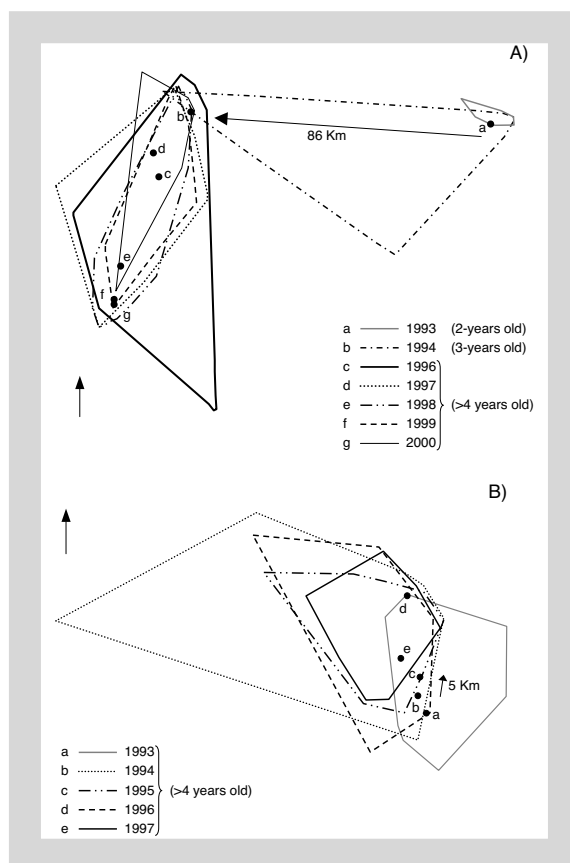 A)
b
a
86 Km
d
c
e
f
g
a 1993 (2-years old)
b 1994 (3-years old)
c 1996
d 1997
e 1998 (>4 years old)
f 1999
g 2000
B)
d
e
c
5 Km
b
a
a 1993
b 1994
c 1995 (>4 years old)
d 1996
e 1997